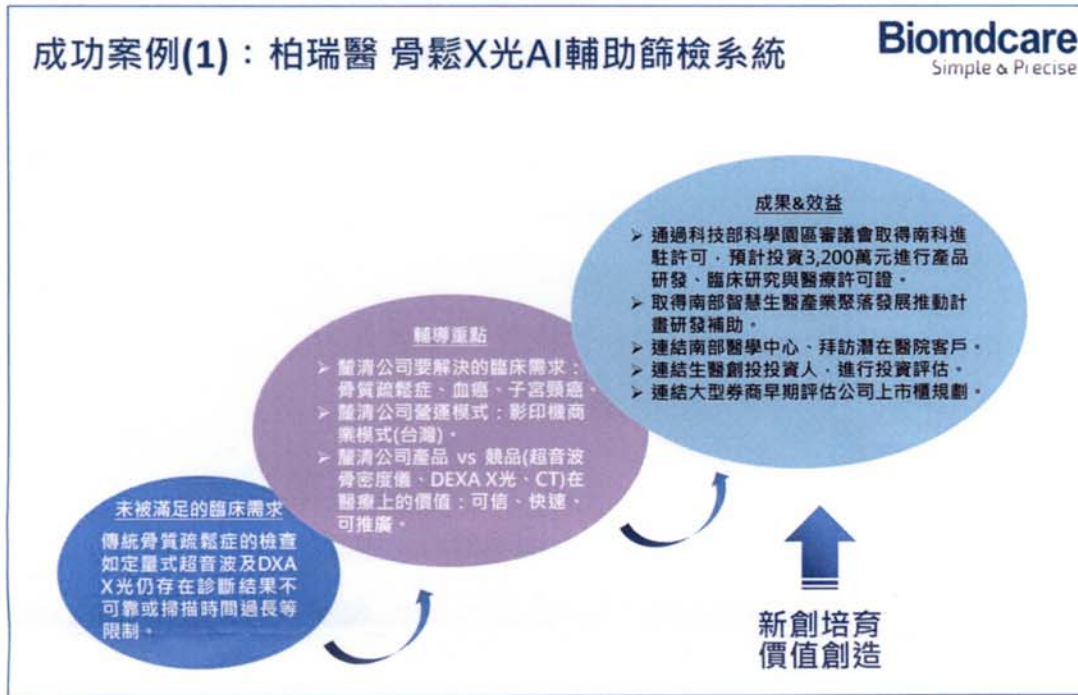 成功案例(1)：柏瑞醫 骨鬆X光AI輔助篩檢系統
Biomdcare
Simple & Precise
成果&效益
➢ 通過科技部科學園區審議會取得南科進
駐許可，預計投資3,200萬元進行產品
研發、臨床研究與醫療許可證。
➢ 取得南部智慧生醫產業聚落發展推動計
畫研發補助。
➢ 連結南部醫學中心、拜訪潛在醫院客戶。
➢ 連結生醫創投投資人，進行投資評估。
➢ 連結大型券商早期評估公司上市櫃規劃。
輔導重點
➢ 釐清公司要解決的臨床需求：
骨質疏鬆症、血癌、子宮頸癌。
➢ 釐清公司營運模式：影印機商
業模式(台灣)。
➢ 釐清公司產品 vs 競品(超音波
骨密度儀、DEXA X光、CT)在
醫療上的價值：可信、快速、
可推廣。
未被滿足的臨床需求
傳統骨質疏鬆症的檢查
如定量式超音波及DXA
X光仍存在診斷結果不
可靠或掃描時間過長等
限制。
新創培育
價值創造